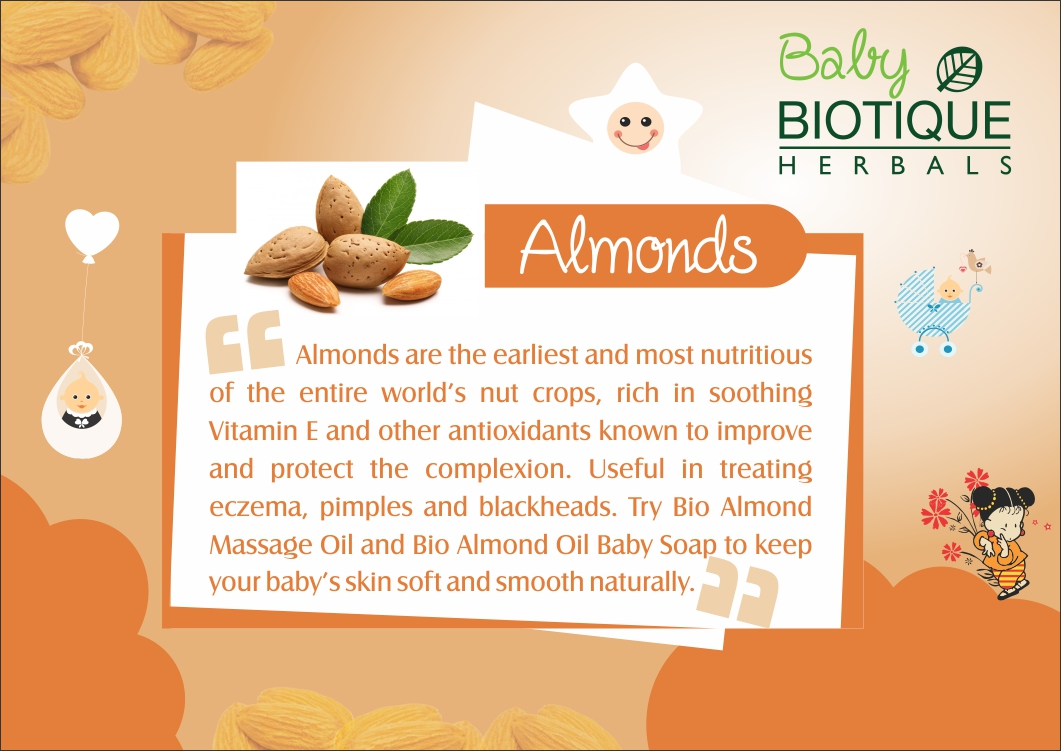 Baby
BIOTIQUE
HERBALS
Almonds
“Almonds are the earliest and most nutritious
of the entire world’s nut crops, rich in soothing
Vitamin E and other antioxidants known to improve
and protect the complexion. Useful in treating
eczema, pimples and blackheads. Try Bio Almond
Massage Oil and Bio Almond Oil Baby Soap to keep
your baby’s skin soft and smooth naturally.”